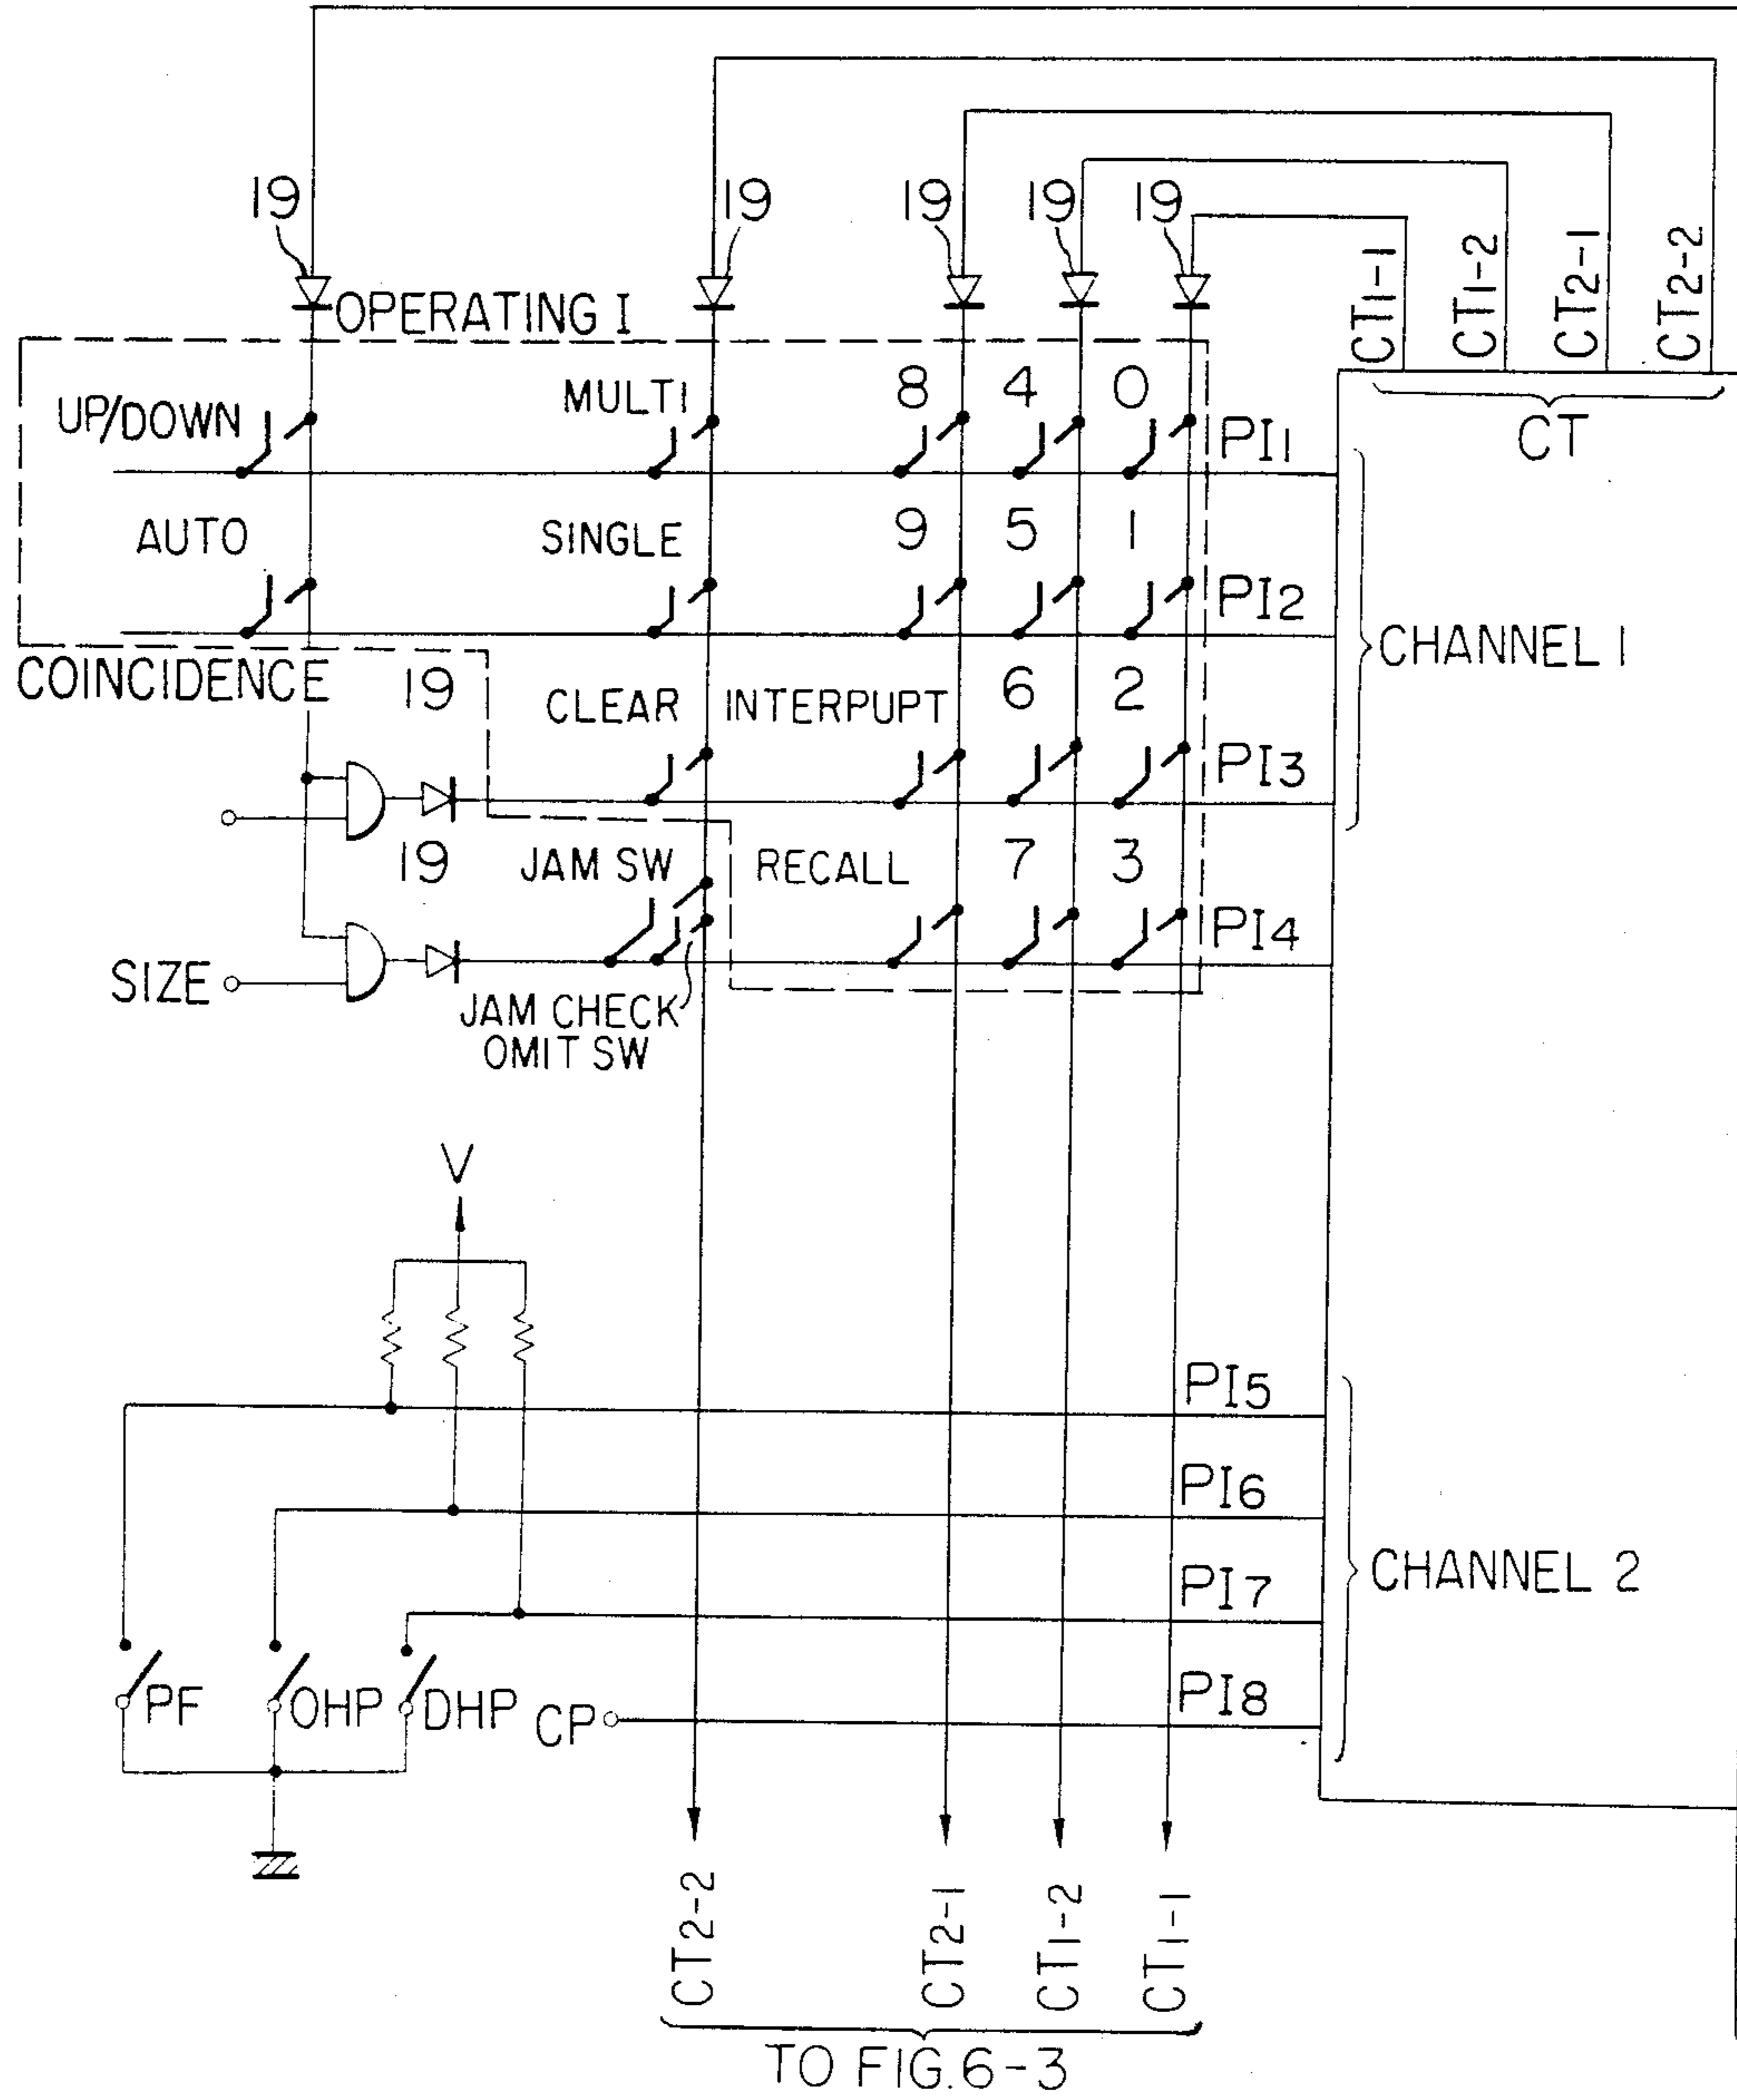 19 19 19 19 19
CT1-1 CT1-2 CT2-1 CT2-2
OPERATING I
CT
UP/DOWN MULTI 8 4 0 PI1
AUTO SINGLE 9 5 1 PI2
CHANNEL 1
COINCIDENCE 19 CLEAR INTERPUPT 6 2 PI3
19 JAM SW RECALL 7 3 PI4
SIZE
JAM CHECK
OMIT SW
V
PI5
PI6
CHANNEL 2
PI7
PF OHP DHP CP PI8
CT2-2 CT2-1 CT1-2 CT1-1
TO FIG.6-3